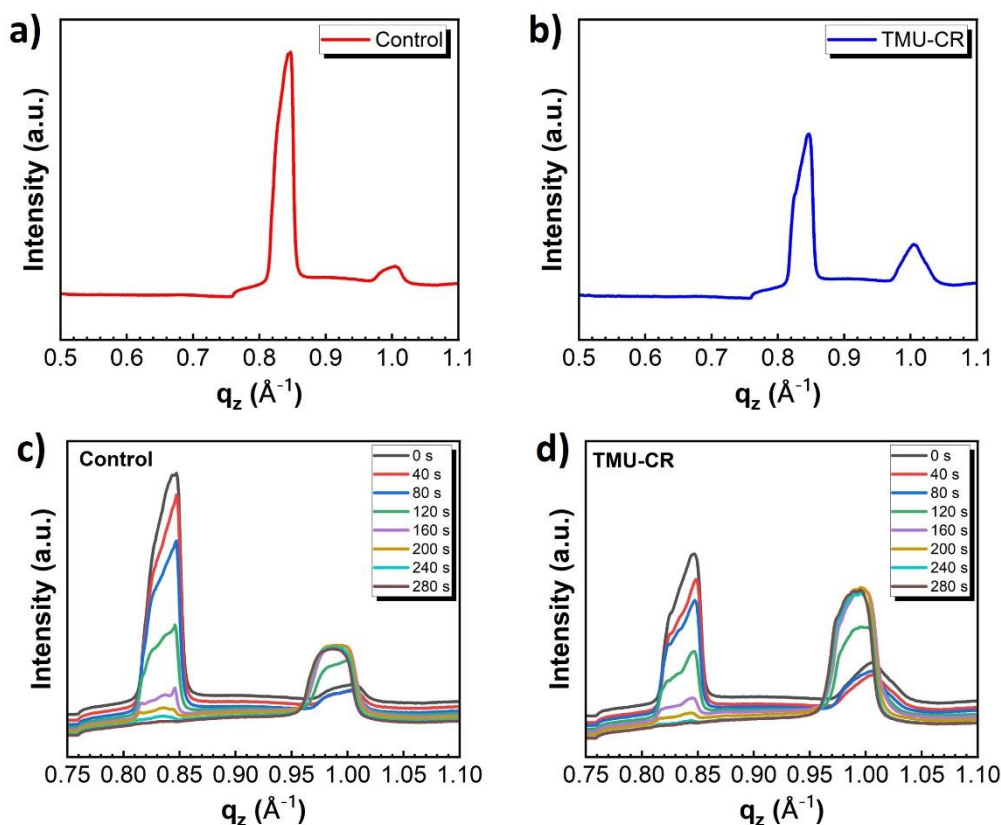 a)
Control
Intensity (a.u.)
0.5 0.6 0.7 0.8 0.9 1.0 1.1
qz (Å-1)
b)
TMU-CR
Intensity (a.u.)
0.5 0.6 0.7 0.8 0.9 1.0 1.1
qz (Å-1)
c)
Control
0 s
40 s
80 s
120 s
160 s
200 s
240 s
280 s
Intensity (a.u.)
0.75 0.80 0.85 0.90 0.95 1.00 1.05 1.10
qz (Å-1)
d)
TMU-CR
0 s
40 s
80 s
120 s
160 s
200 s
240 s
280 s
Intensity (a.u.)
0.75 0.80 0.85 0.90 0.95 1.00 1.05 1.10
qz (Å-1)